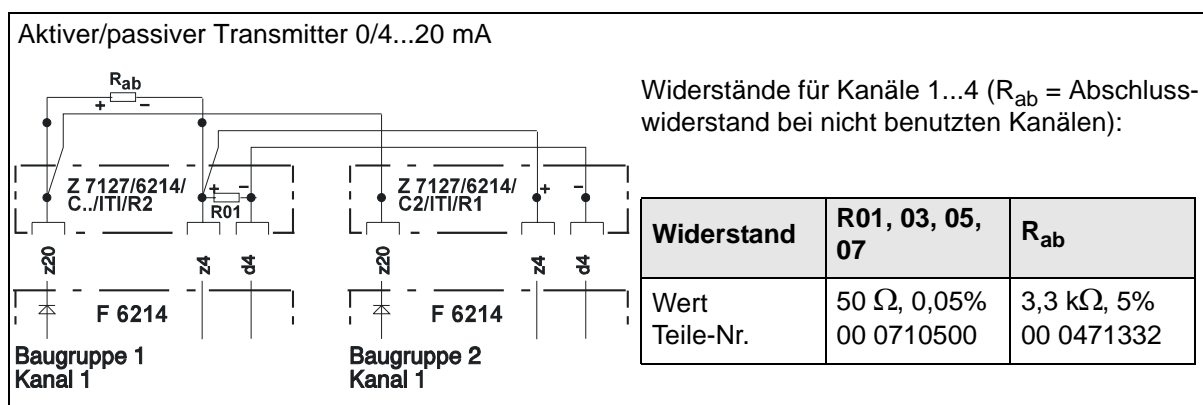 Aktiver/passiver Transmitter 0/4...20 mA
Rab
+ −
Z 7127/6214/
C../ITI/R2
+ −
R01
Z 7127/6214/
C2/ITI/R1
+ −
z20 z4 d4 z20 z4 d4
F 6214 F 6214
Baugruppe 1
Kanal 1
Baugruppe 2
Kanal 1
Widerstände für Kanäle 1...4 (Rab = Abschluss-
widerstand bei nicht benutzten Kanälen):
Widerstand R01, 03, 05, Rab
07
Wert 50 Ω, 0,05% 3,3 kΩ, 5%
Teile-Nr. 00 0710500 00 0471332